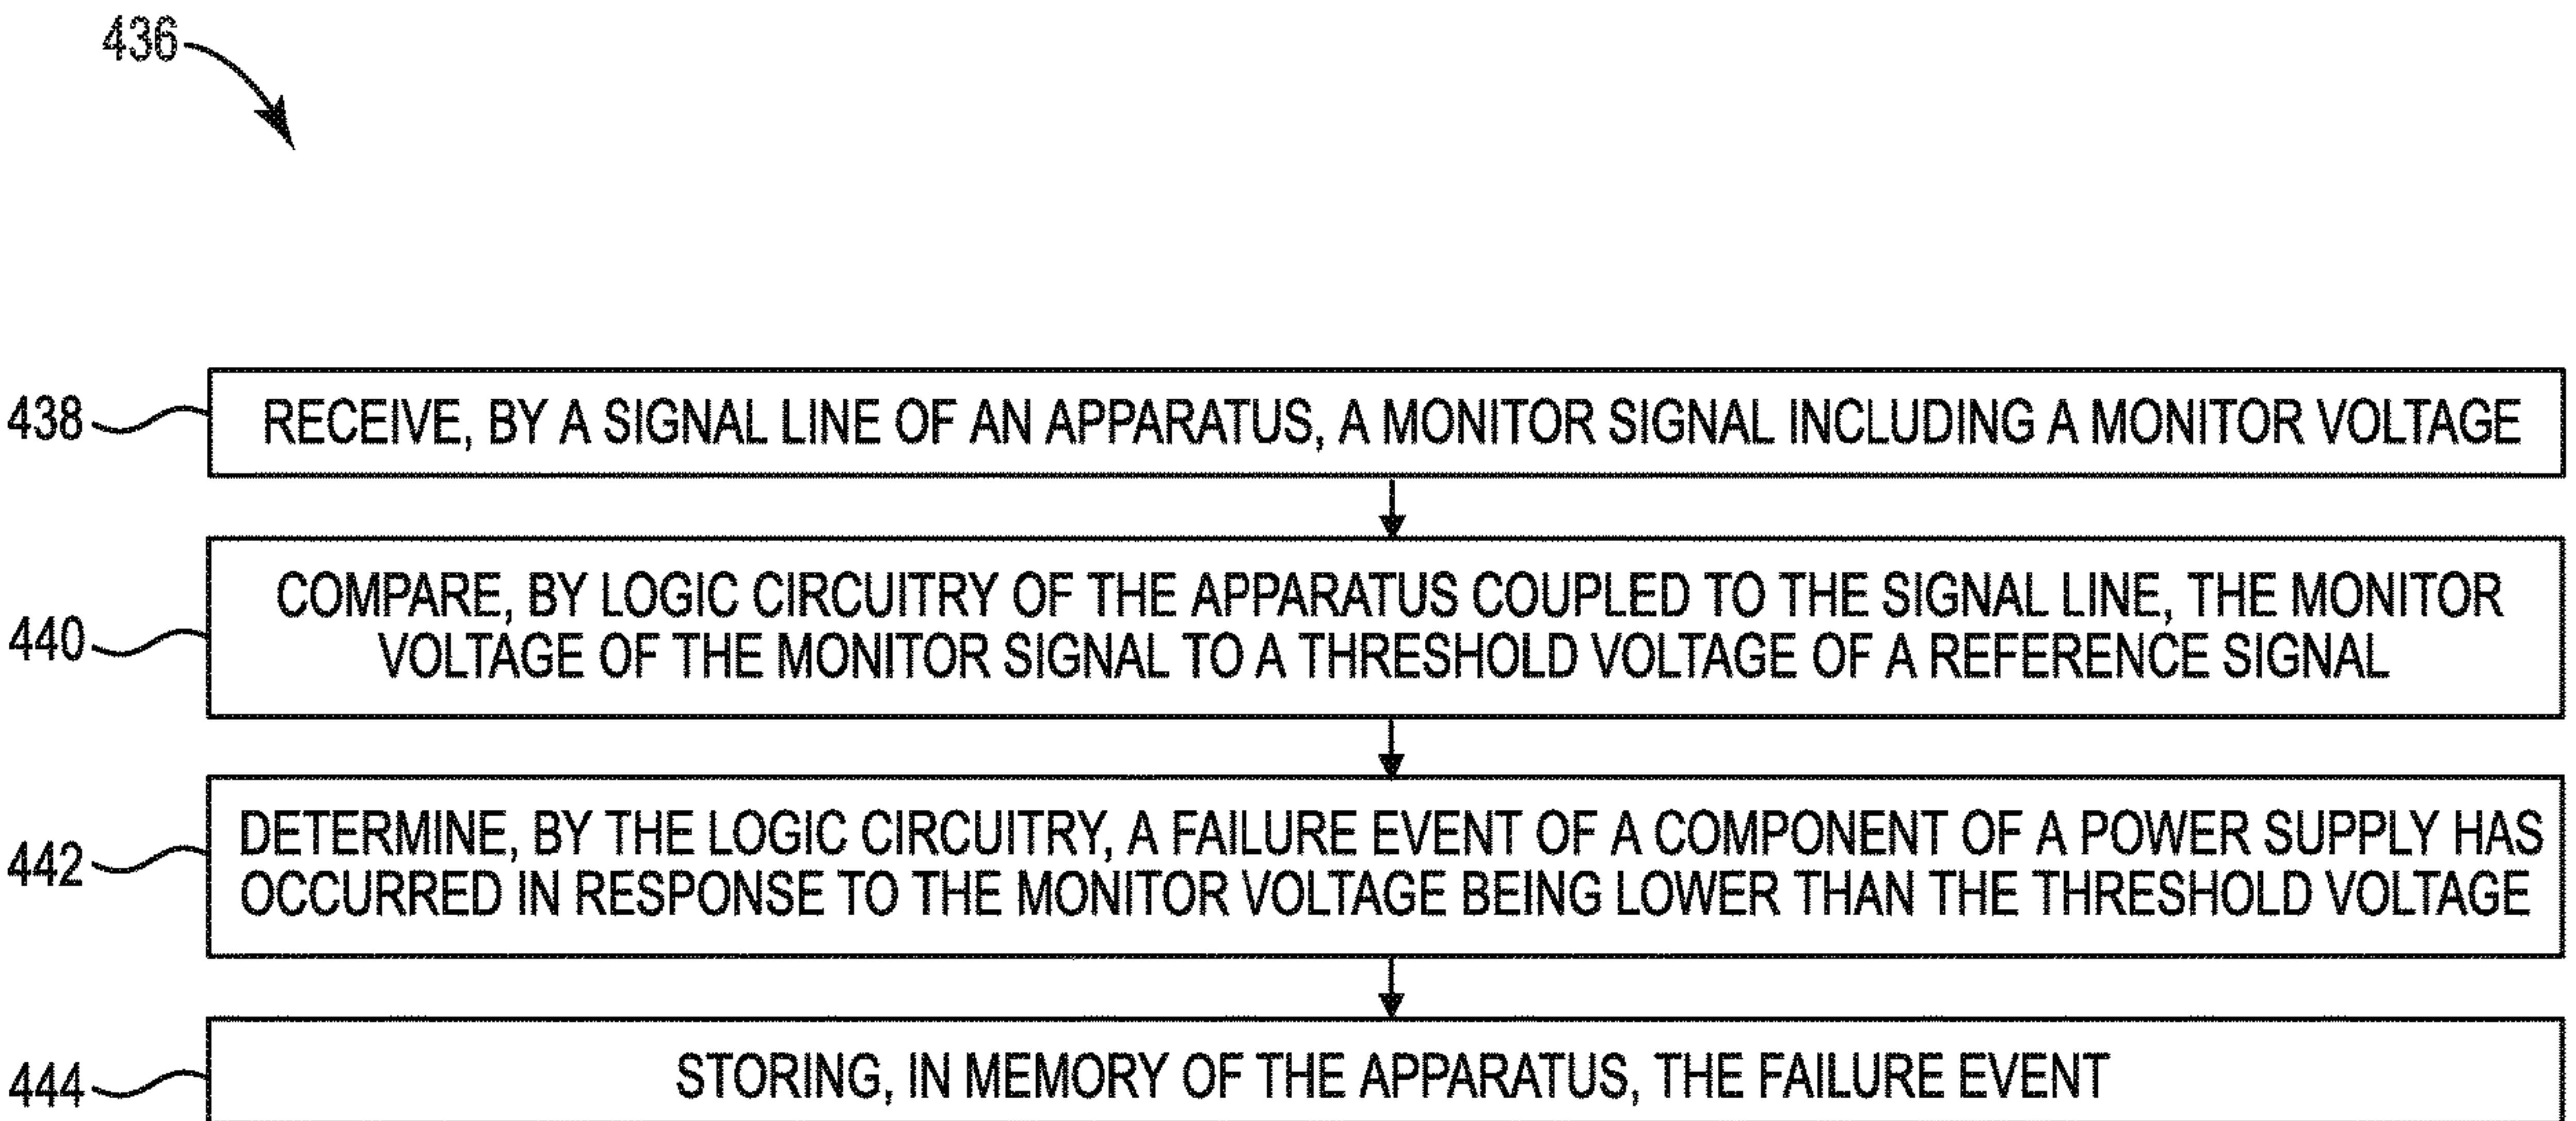 436
438
RECEIVE, BY A SIGNAL LINE OF AN APPARATUS, A MONITOR SIGNAL INCLUDING A MONITOR VOLTAGE
440
COMPARE, BY LOGIC CIRCUITRY OF THE APPARATUS COUPLED TO THE SIGNAL LINE, THE MONITOR
VOLTAGE OF THE MONITOR SIGNAL TO A THRESHOLD VOLTAGE OF A REFERENCE SIGNAL
442
DETERMINE, BY THE LOGIC CIRCUITRY, A FAILURE EVENT OF A COMPONENT OF A POWER SUPPLY HAS
OCCURRED IN RESPONSE TO THE MONITOR VOLTAGE BEING LOWER THAN THE THRESHOLD VOLTAGE
444
STORING, IN MEMORY OF THE APPARATUS, THE FAILURE EVENT